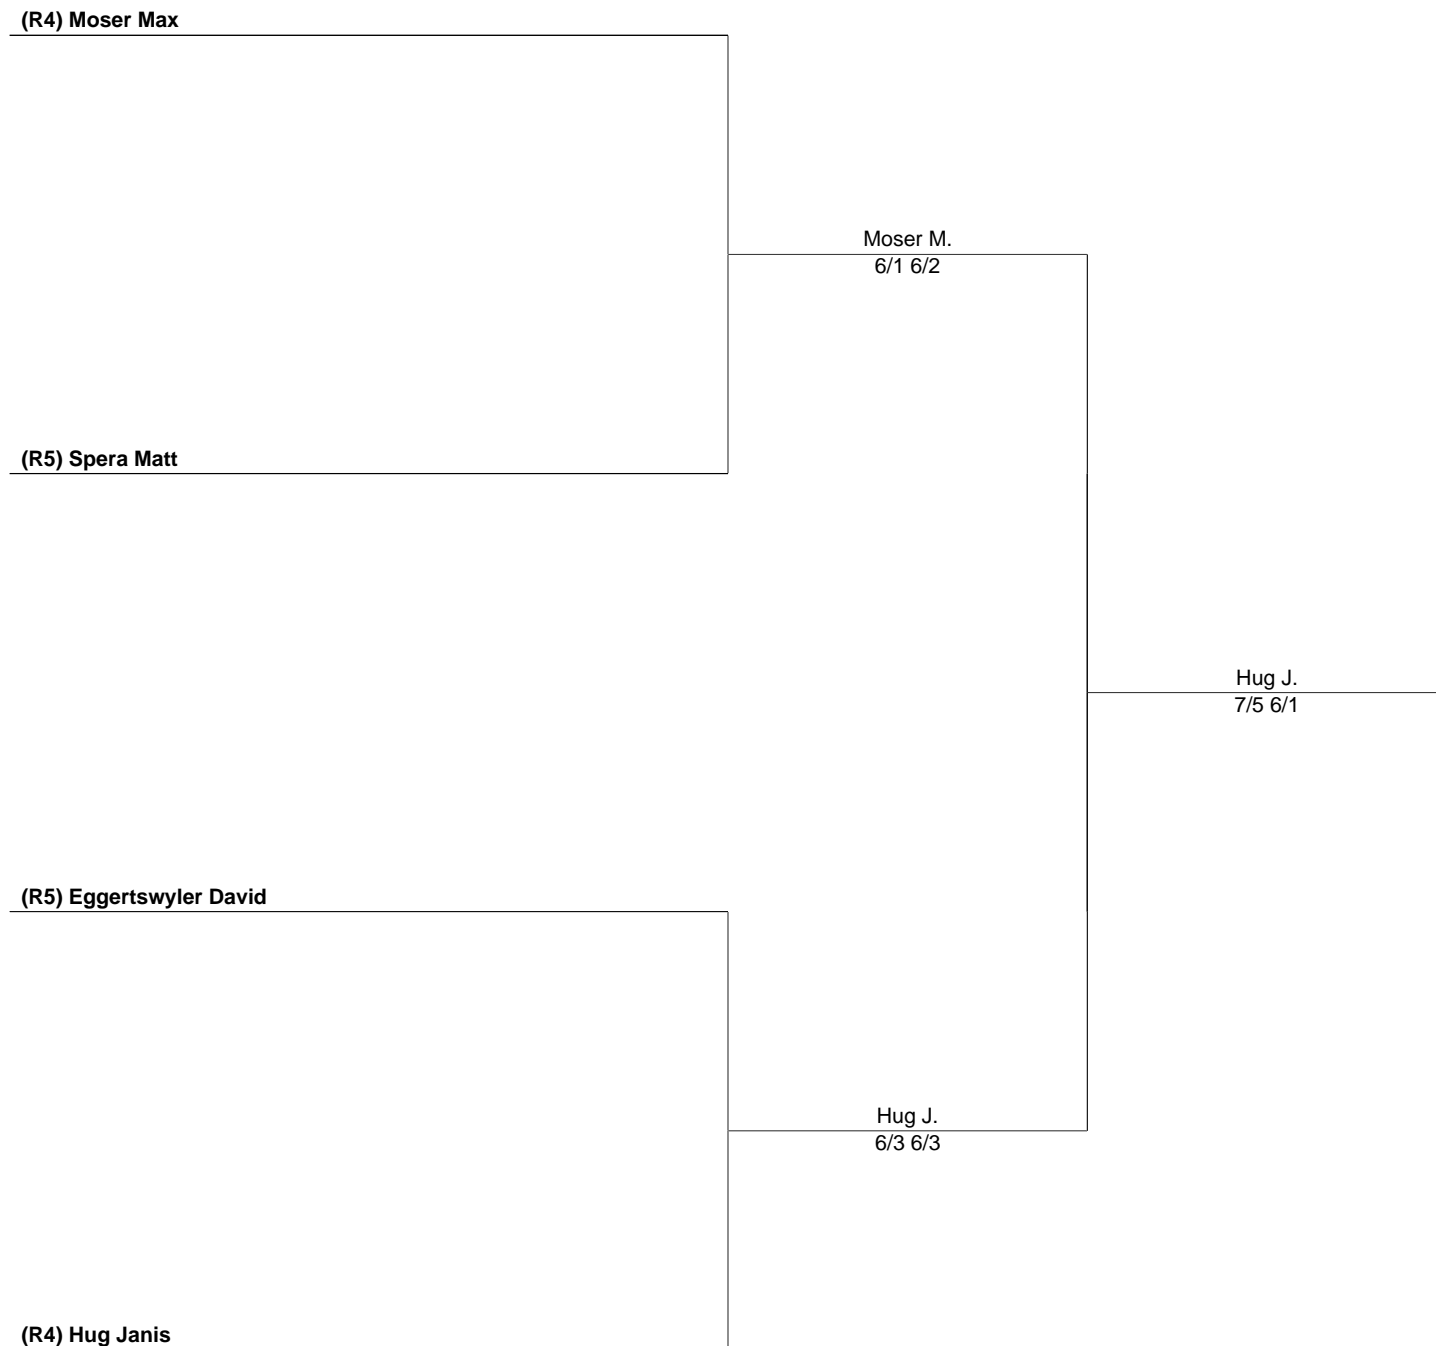 (R4) Moser Max
Moser M.
6/1 6/2
(R5) Spera Matt
Hug J.
7/5 6/1
(R5) Eggertswyler David
Hug J.
6/3 6/3
(R4) Hug Janis